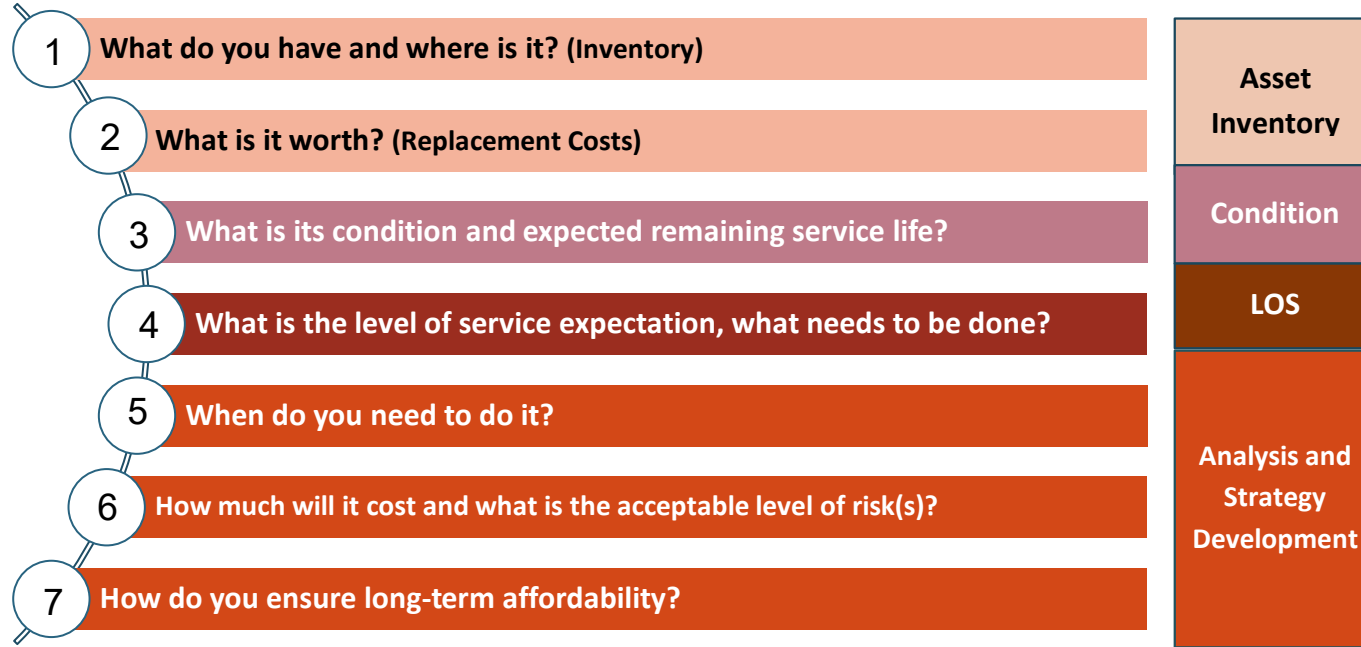 1
What do you have and where is it? (Inventory)
2
What is it worth? (Replacement Costs)
3
What is its condition and expected remaining service life?
4
What is the level of service expectation, what needs to be done?
5
When do you need to do it?
6
How much will it cost and what is the acceptable level of risk(s)?
7
How do you ensure long-term affordability?
Asset
Inventory
Condition
LOS
Analysis and
Strategy
Development